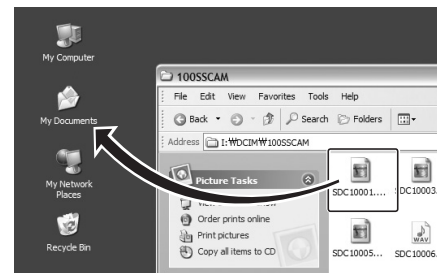 My Computer
My Documents
My Network
Places
Recycle Bin
100SSCAM
File Edit View Favorites Tools Help
Back Search Folders
Address I:₩DCIM₩100SSCAM
Picture Tasks
Order prints online
Print pictures
Copy all items to CD
SDC10001....
DC10003.
SDC10005...
SDC10006.
WAV